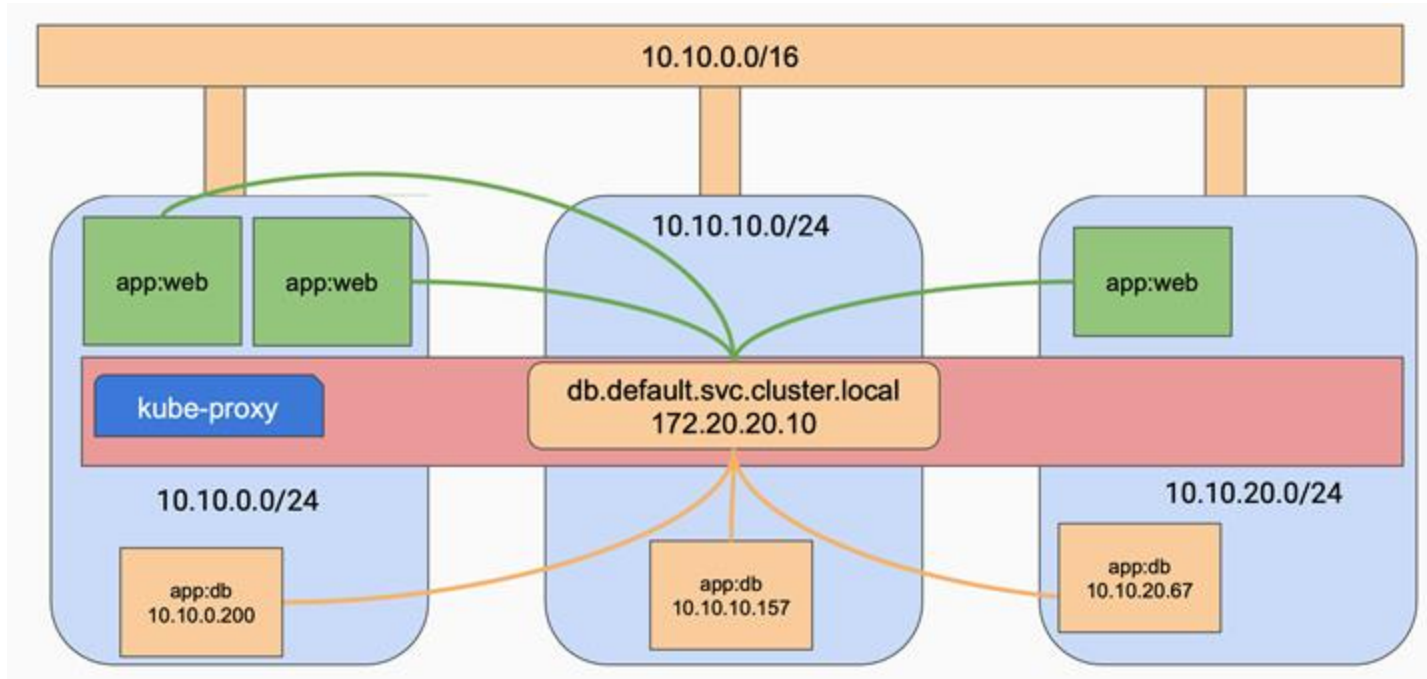 10.10.0.0/16
10.10.10.0/24
app:web
app:web
app:web
kube-proxy
db.default.svc.cluster.local
172.20.20.10
10.10.0.0/24
10.10.20.0/24
app:db
10.10.0.200
app:db
10.10.10.157
app:db
10.10.20.67